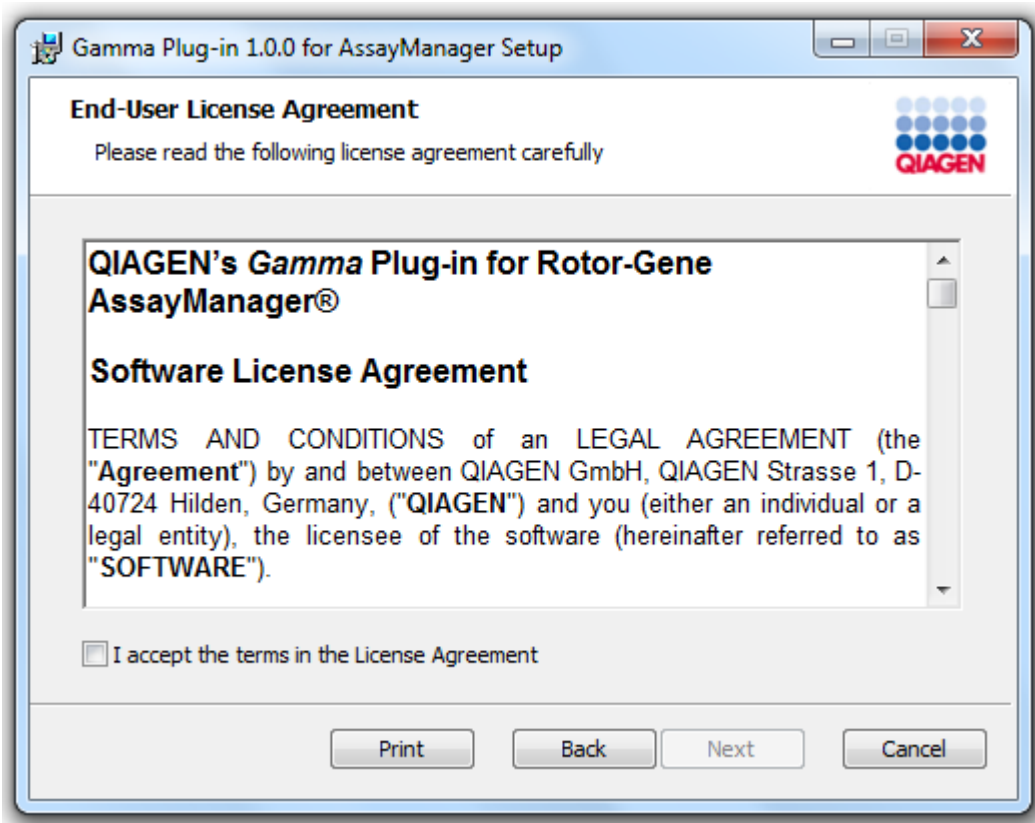 Gamma Plug-in 1.0.0 for AssayManager Setup
End-User License Agreement
Please read the following license agreement carefully
QIAGEN
QIAGEN’s Gamma Plug-in for Rotor-Gene
AssayManager®
Software License Agreement
TERMS AND CONDITIONS of an LEGAL AGREEMENT (the
"Agreement") by and between QIAGEN GmbH, QIAGEN Strasse 1, D-
40724 Hilden, Germany, ("QIAGEN") and you (either an individual or a
legal entity), the licensee of the software (hereinafter referred to as
"SOFTWARE").
I accept the terms in the License Agreement
Print
Back
Next
Cancel